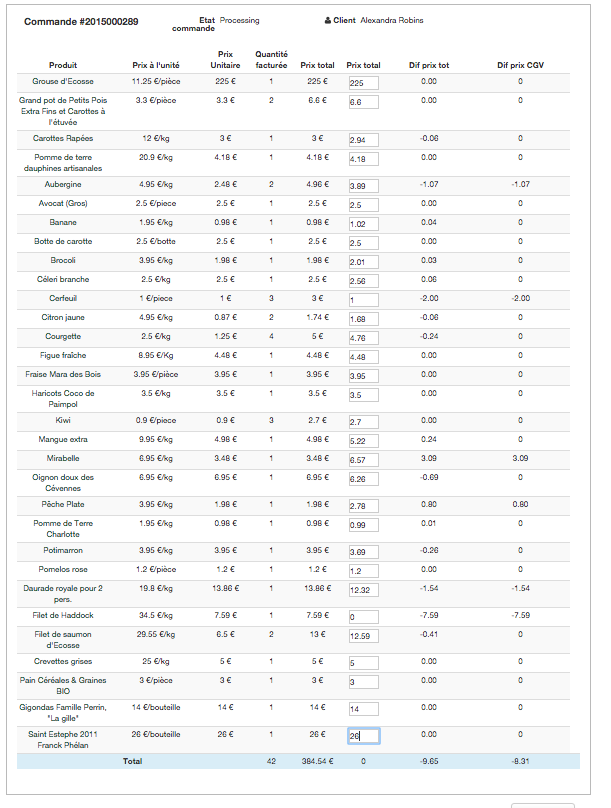 Commande #2015000289 Etat commande Processing Client Alexandra Robins
Produit Prix à l'unité Prix Unitaire Quantité facturée Prix total Prix total Dif prix tot Dif prix CGV
Grouse d'Ecosse 11.25 €/pièce 225 € 1 225 € 225 0.00 0
Grand pot de Petits Pois Extra Fins et Carottes à l'étuvée 3.3 €/pièce 3.3 € 2 6.6 € 6.6 0.00 0
Carottes Rapées 12 €/kg 3 € 1 3 € 2.94 -0.06 0
Pomme de terre dauphines artisanales 20.9 €/kg 4.18 € 1 4.18 € 4.18 0.00 0
Aubergine 4.95 €/kg 2.48 € 2 4.96 € 3.89 -1.07 -1.07
Avocat (Gros) 2.5 €/piece 2.5 € 1 2.5 € 2.5 0.00 0
Banane 1.95 €/kg 0.98 € 1 0.98 € 1.02 0.04 0
Botte de carotte 2.5 €/botte 2.5 € 1 2.5 € 2.5 0.00 0
Brocoli 3.95 €/kg 1.98 € 1 1.98 € 2.01 0.03 0
Céleri branche 2.5 €/kg 2.5 € 1 2.5 € 2.56 0.06 0
Cerfeuil 1 €/piece 1 € 3 3 € 1 -2.00 -2.00
Citron jaune 4.95 €/kg 0.87 € 2 1.74 € 1.68 -0.06 0
Courgette 2.5 €/kg 1.25 € 4 5 € 4.76 -0.24 0
Figue fraîche 8.95 €/Kg 4.48 € 1 4.48 € 4.48 0.00 0
Fraise Mara des Bois 3.95 €/pièce 3.95 € 1 3.95 € 3.95 0.00 0
Haricots Coco de Paimpol 3.5 €/kg 3.5 € 1 3.5 € 3.5 0.00 0
Kiwi 0.9 €/piece 0.9 € 3 2.7 € 2.7 0.00 0
Mangue extra 9.95 €/kg 4.98 € 1 4.98 € 5.22 0.24 0
Mirabelle 6.95 €/kg 3.48 € 1 3.48 € 6.57 3.09 3.09
Oignon doux des Cévennes 6.95 €/kg 6.95 € 1 6.95 € 6.26 -0.69 0
Pêche Plate 3.95 €/kg 1.98 € 1 1.98 € 2.78 0.80 0.80
Pomme de Terre Charlotte 1.95 €/kg 0.98 € 1 0.98 € 0.99 0.01 0
Potimarron 3.95 €/kg 3.95 € 1 3.95 € 3.69 -0.26 0
Pomelos rose 1.2 €/pièce 1.2 € 1 1.2 € 1.2 0.00 0
Daurade royale pour 2 pers. 19.8 €/kg 13.86 € 1 13.86 € 12.32 -1.54 -1.54
Filet de Haddock 34.5 €/kg 7.59 € 1 7.59 € 0 -7.59 -7.59
Filet de saumon d'Ecosse 29.55 €/kg 6.5 € 2 13 € 12.59 -0.41 0
Crevettes grises 25 €/kg 5 € 1 5 € 5 0.00 0
Pain Céréales & Graines BIO 3 €/pièce 3 € 1 3 € 3 0.00 0
Gigondas Famille Perrin, "La gille" 14 €/bouteille 14 € 1 14 € 14 0.00 0
Saint Estephe 2011 Franck Phélan 26 €/bouteille 26 € 1 26 € 26 0.00 0
Total 42 384.54 € 0 -9.65 -8.31